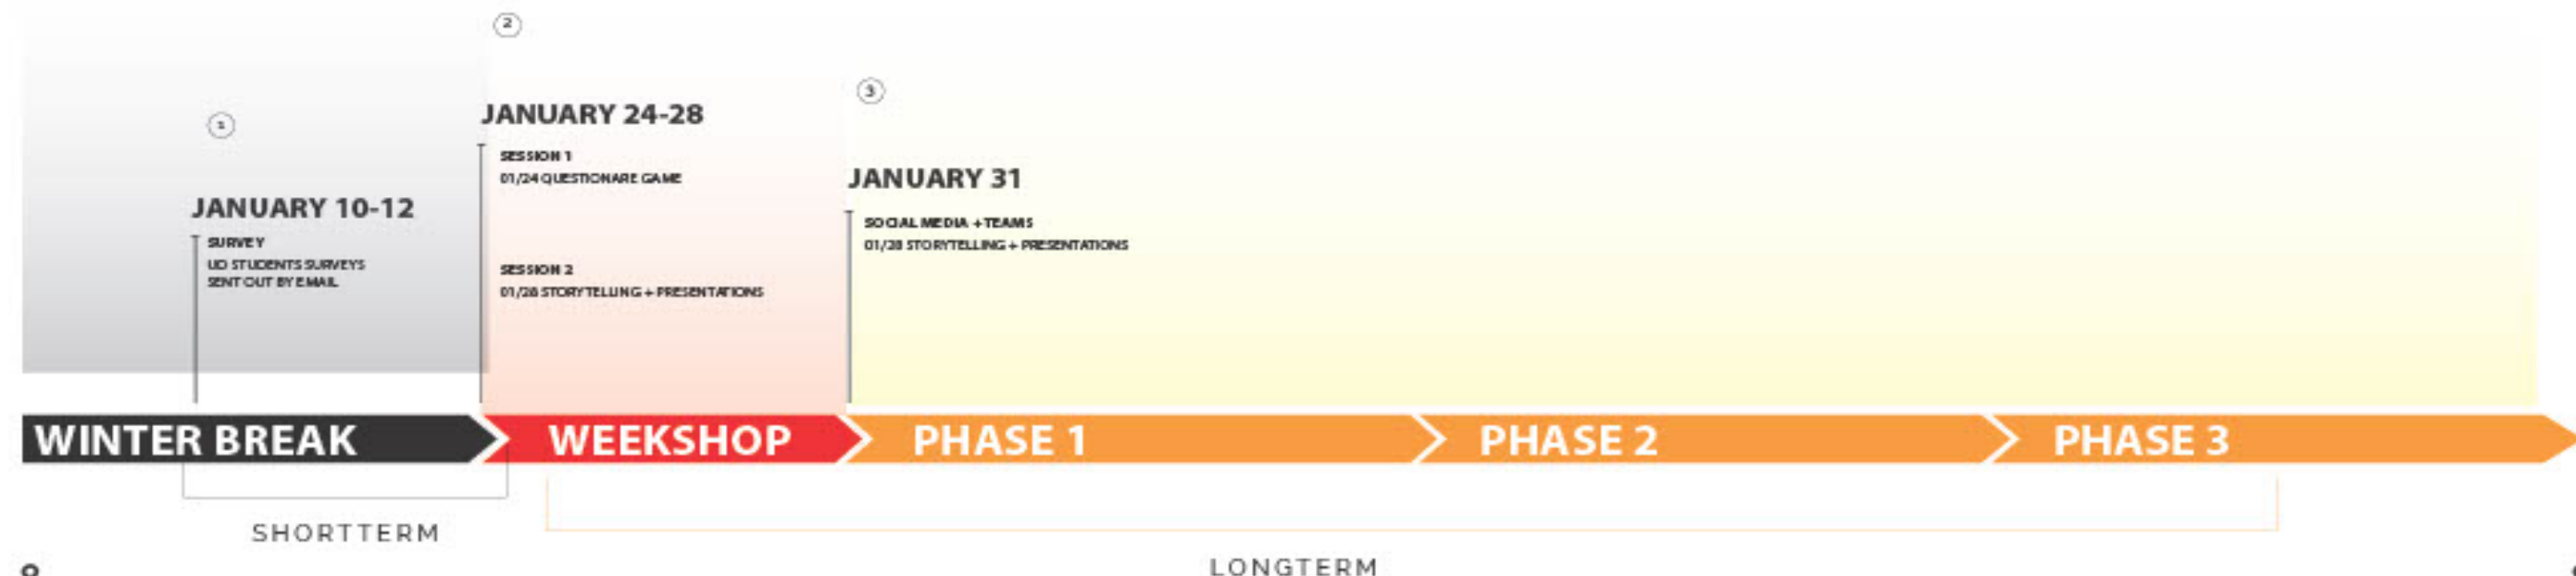 1
JANUARY 10-12
SURVEY
UD STUDENTS SURVEYS
SENT OUT BY EMAIL
2
JANUARY 24-28
SESSION 1
01/24 QUESTIONARE GAME
SESSION 2
01/28 STORYTELLING + PRESENTATIONS
3
JANUARY 31
SOCIAL MEDIA + TEAMS
01/28 STORYTELLING + PRESENTATIONS
WINTER BREAK
WEEKSHOP
PHASE 1
PHASE 2
PHASE 3
SHORTTERM
LONGTERM